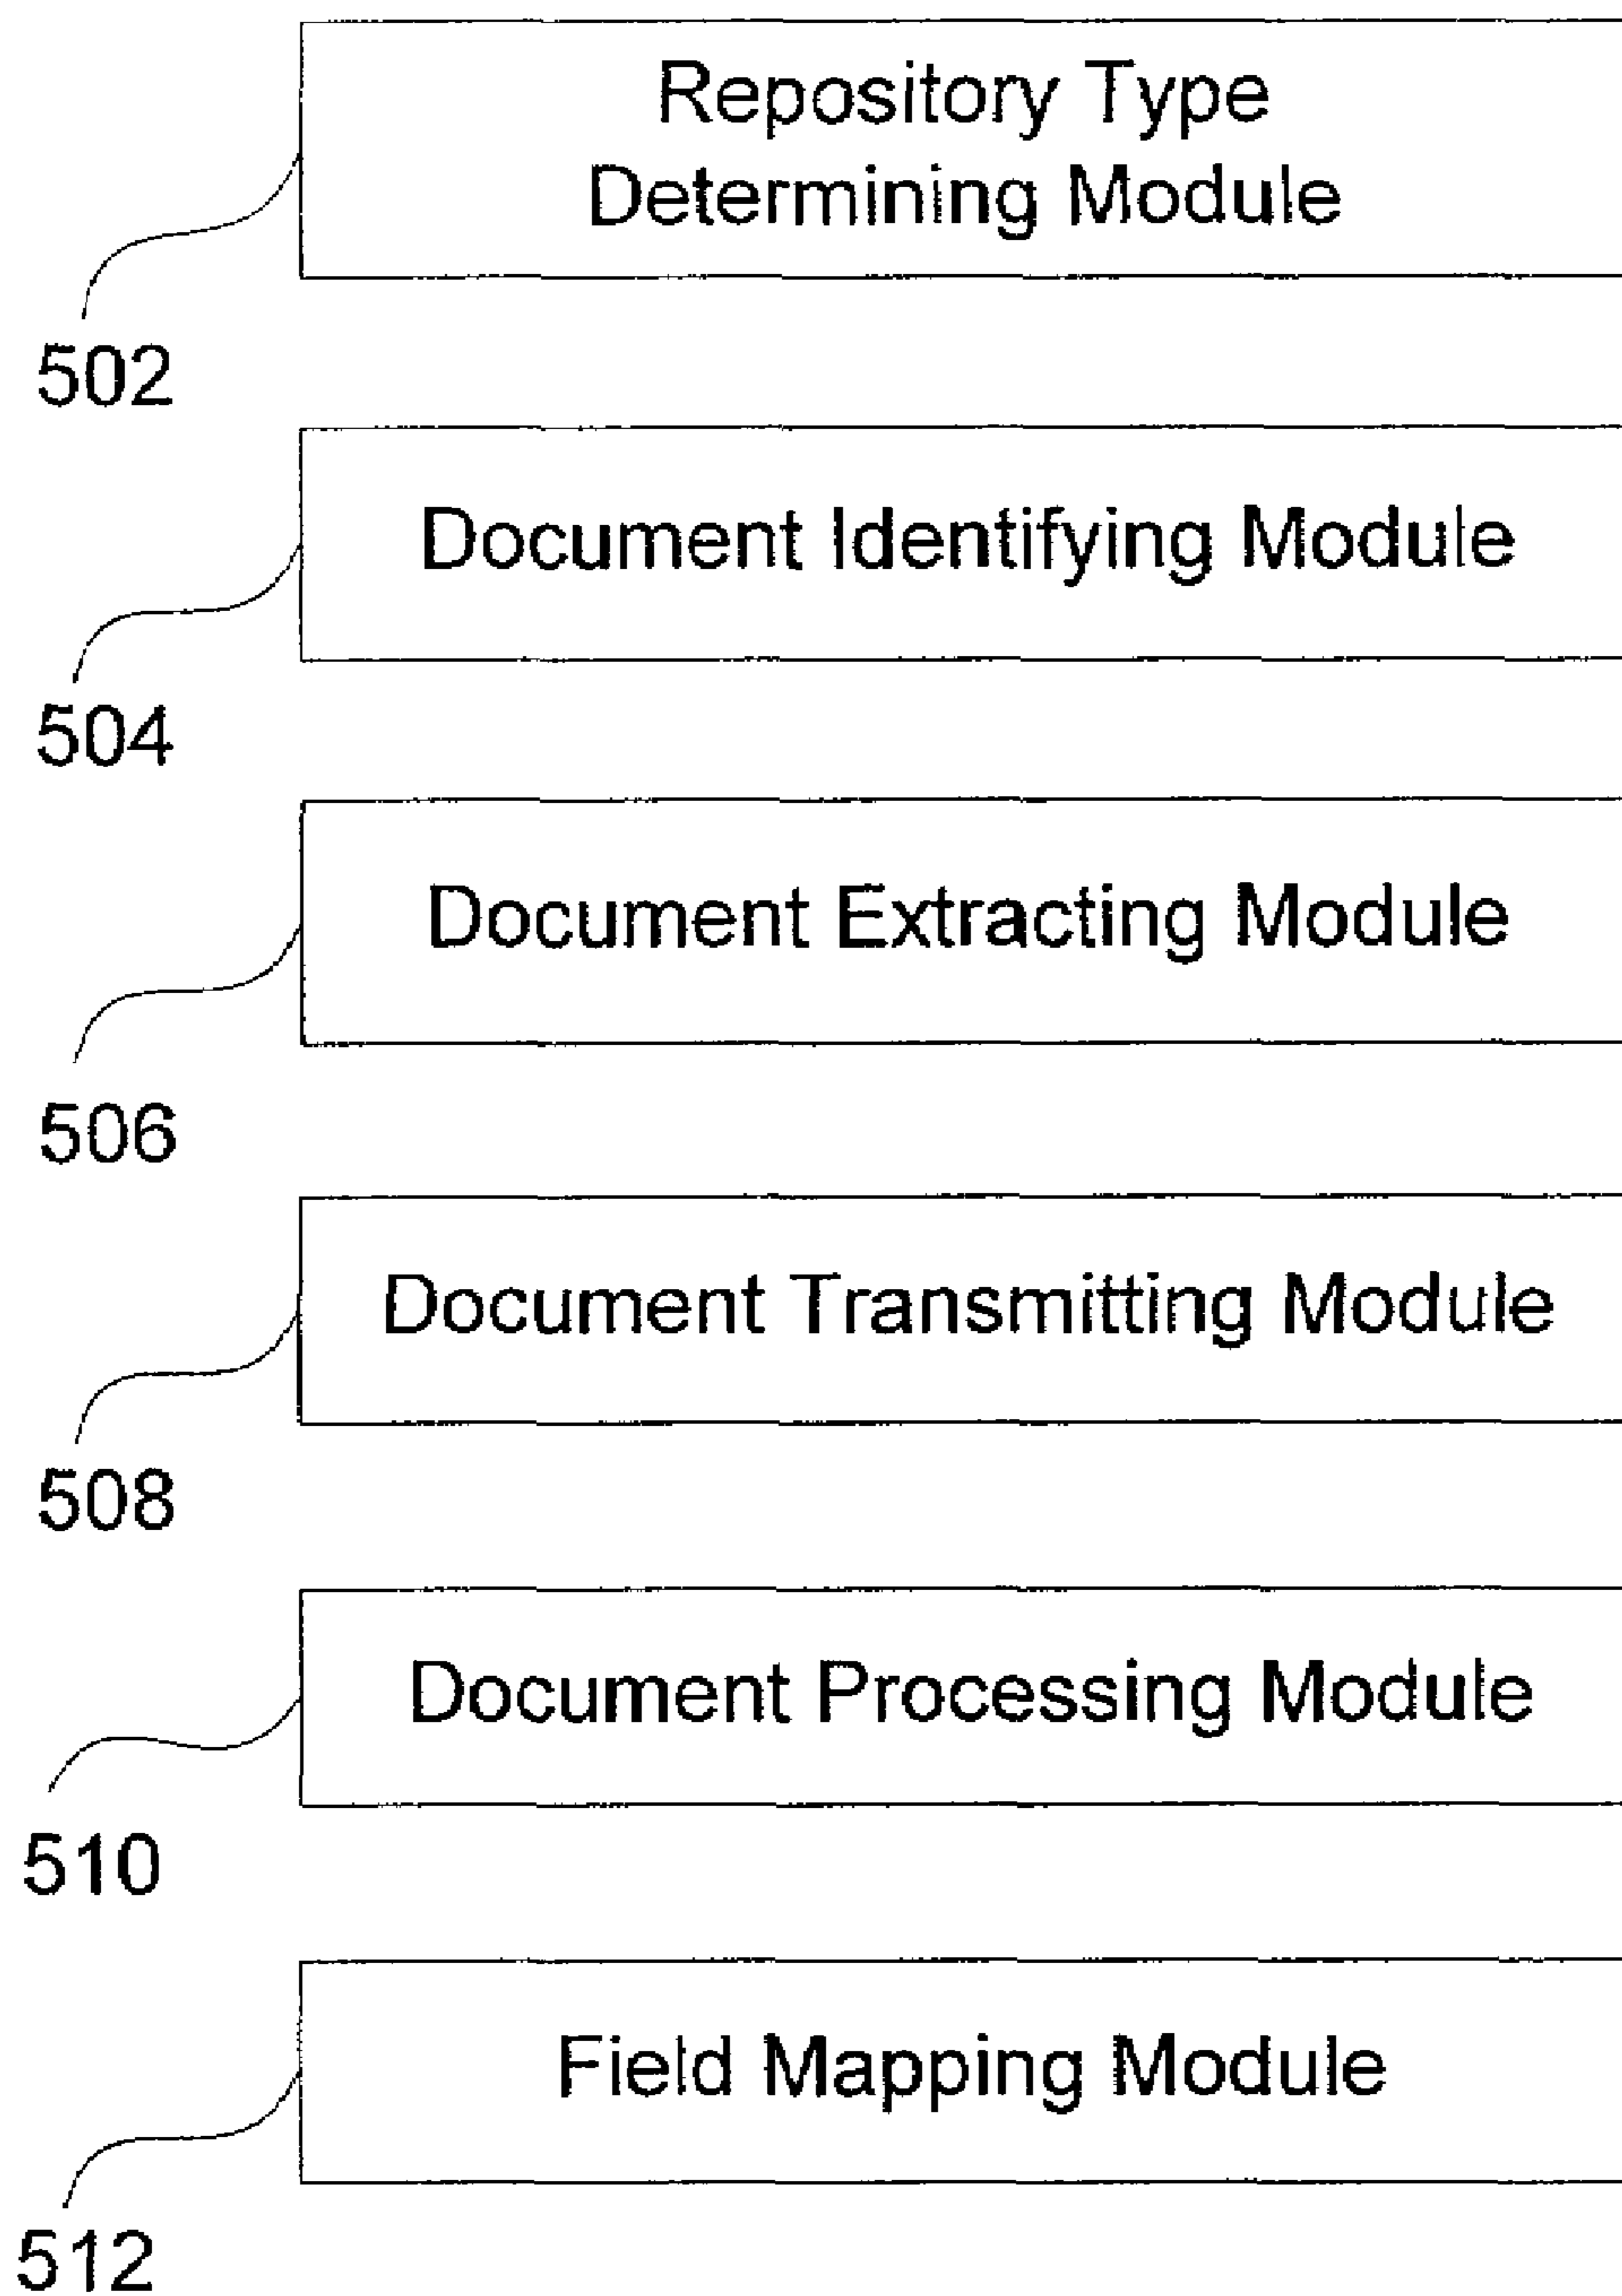 Repository Type
Determining Module
502
Document Identifying Module
504
Document Extracting Module
506
Document Transmitting Module
508
Document Processing Module
510
Field Mapping Module
512